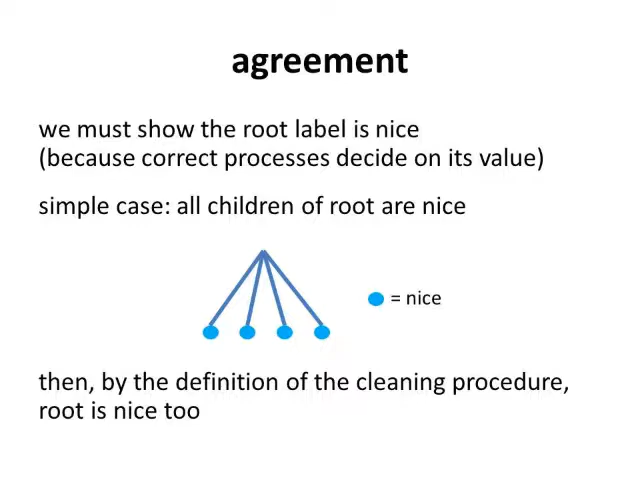 agreement
we must show the root label is nice
(because correct processes decide on its value)
simple case: all children of root are nice
= nice
then, by the definition of the cleaning procedure,
root is nice too